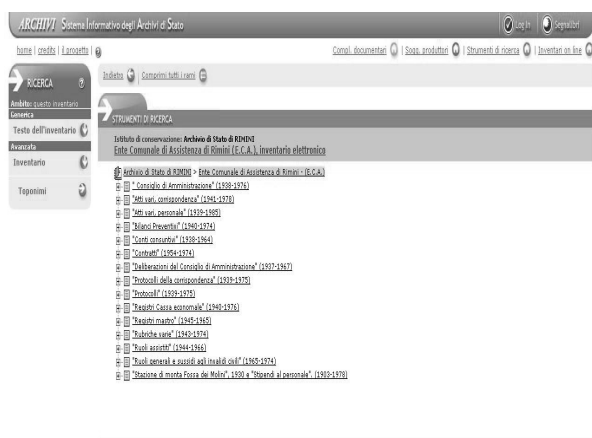 ARCHIVI Sistema Informativo degli Archivi di Stato
Log In Segnalibri
home | credits | il progetto |
Compl. documentari | Sogg. produttori | Strumenti di ricerca | Inventari on line
RICERCA
Indietro | Comprimi tutti i rami
Ambito: questo inventario
Generica
Testo dell'inventario
Avanzata
Inventario
Toponimi
STRUMENTI DI RICERCA
Istituto di conservazione: Archivio di Stato di RIMINI
Ente Comunale di Assistenza di Rimini (E.C.A.), inventario elettronico
Archivio di Stato di RIMINI > Ente Comunale di Assistenza di Rimini - (E.C.A.)
" Consiglio di Amministrazione" (1938-1976)
"Atti vari, corrispondenza" (1941-1978)
"Atti vari, personale" (1939-1985)
"Bilanci Preventivi" (1940-1974)
"Conti consuntivi" (1938-1964)
"Contratti" (1954-1974)
"Deliberazioni del Consiglio di Amministrazione" (1937-1967)
"Protocolli della corrispondenza" (1939-1975)
"Protocolli" (1939-1975)
"Registri Cassa economale" (1940-1976)
"Registri mastro" (1945-1965)
"Rubriche varie" (1943-1974)
"Ruoli assistiti" (1944-1966)
"Ruoli generali e sussidi agli invalidi civili" (1965-1974)
"Stazione di monta Fossa dei Molini", 1930 e "Stipendi al personale", (1903-1978)